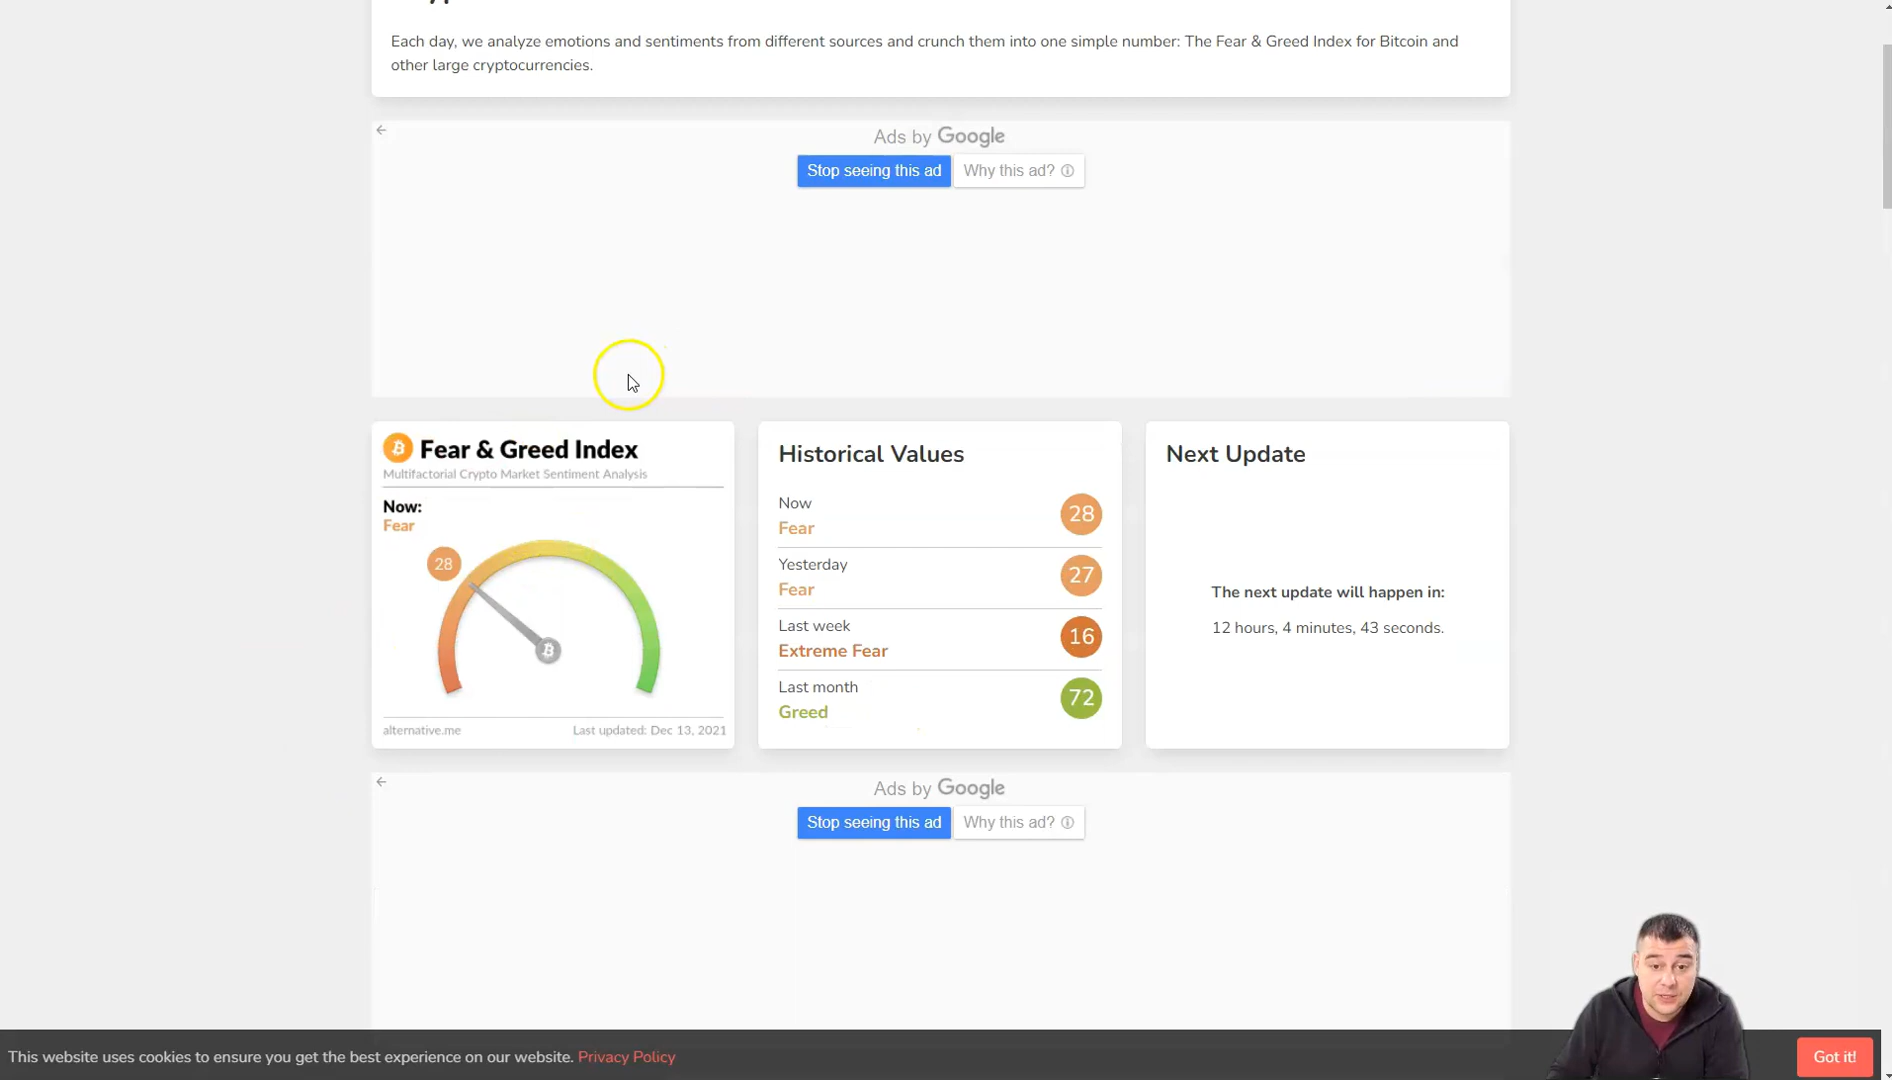 Each day, we analyze emotions and sentiments from different sources and crunch them into one simple number: The Fear & Greed Index for Bitcoin and
other large cryptocurrencies.
Ads by Google
Stop seeing this ad
Why this ad?
Fear & Greed Index
Multifactorial Crypto Market Sentiment Analysis
Now:
Fear
28
alternative.me
Last updated: Dec 13, 2021
Historical Values
Now
Fear
28
Yesterday
Fear
27
Last week
Extreme Fear
16
Last month
Greed
72
Next Update
The next update will happen in:
12 hours, 4 minutes, 43 seconds.
Ads by Google
Stop seeing this ad
Why this ad?
This website uses cookies to ensure you get the best experience on our website. Privacy Policy
Got it!